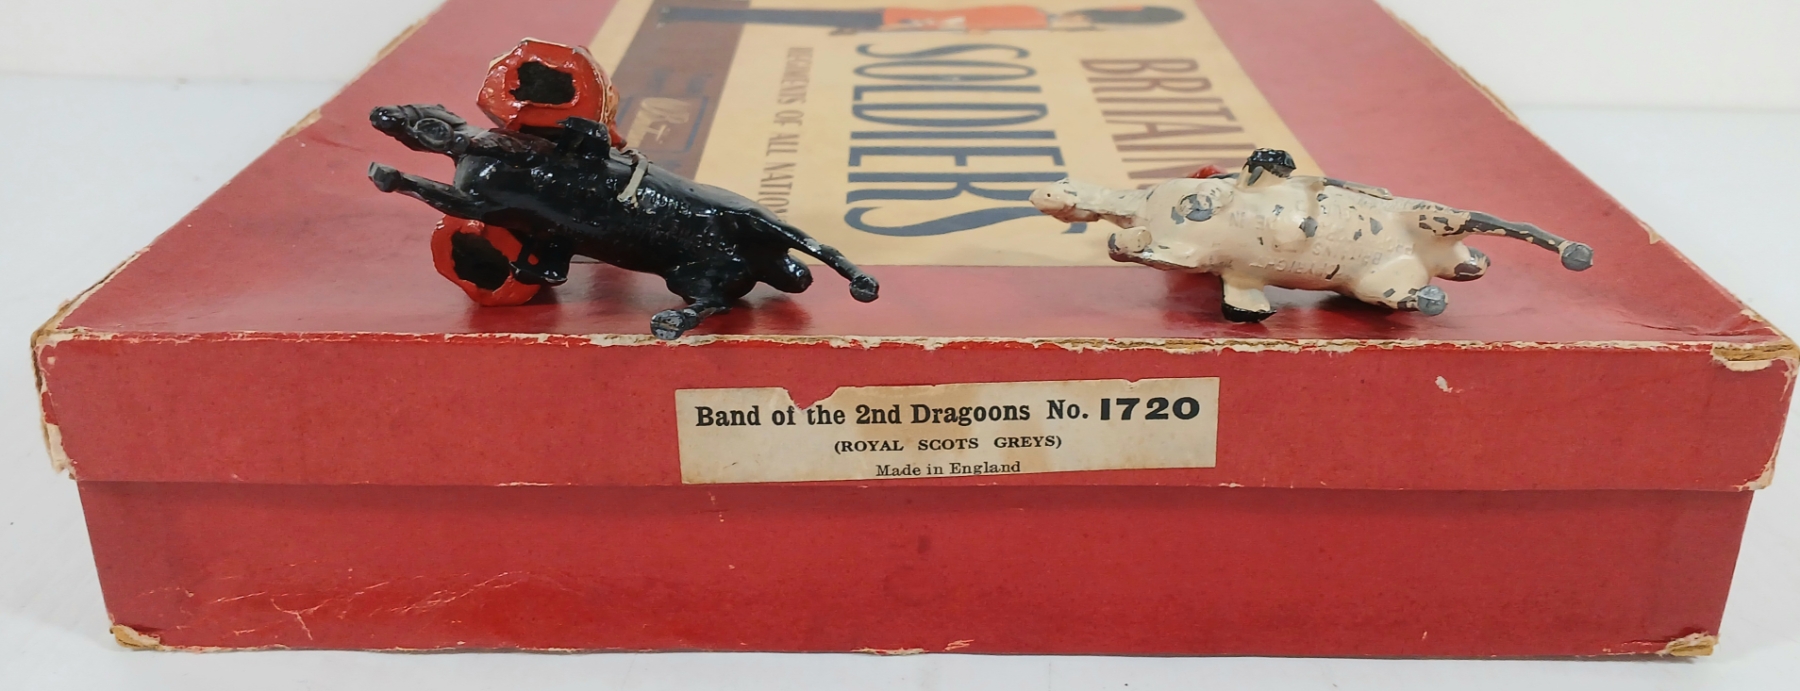 BRITAINS
SOLDIERS
REGIMENTS OF ALL NATIONS
Band of the 2nd Dragoons No. 1720
(ROYAL SCOTS GREYS)
Made in England